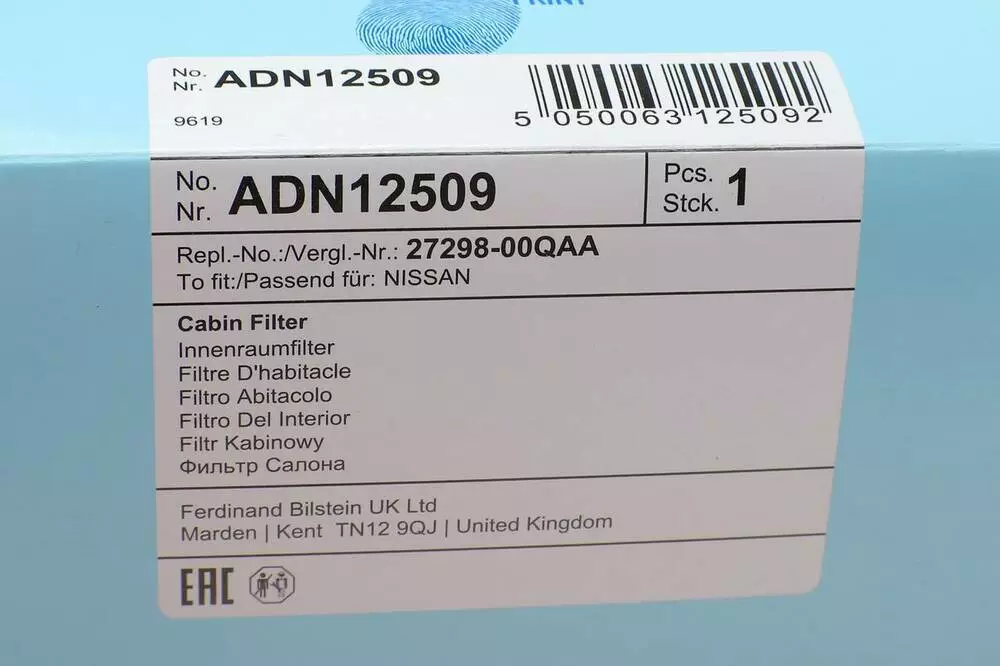 PRINT
No.
Nr. ADN12509
9619
5 050063 125092
No.
Nr. ADN12509
Pcs.
Stck. 1
Repl.-No.:/Vergl.-Nr.: 27298-00QAA
To fit:/Passend für: NISSAN
Cabin Filter
Innenraumfilter
Filtre D'habitacle
Filtro Abitacolo
Filtro Del Interior
Filtr Kabinowy
Фильтр Салона
Ferdinand Bilstein UK Ltd
Marden | Kent TN12 9QJ | United Kingdom
EAC